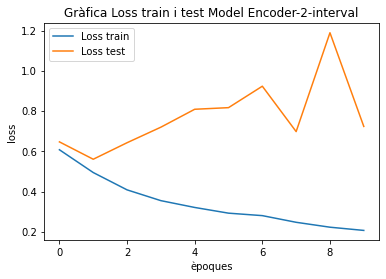 Gràfica Loss train i test Model Encoder-2-interval
Loss train
Loss test
1.2
1.0
0.8
0.6
0.4
0.2
loss
0 2 4 6 8
èpoques